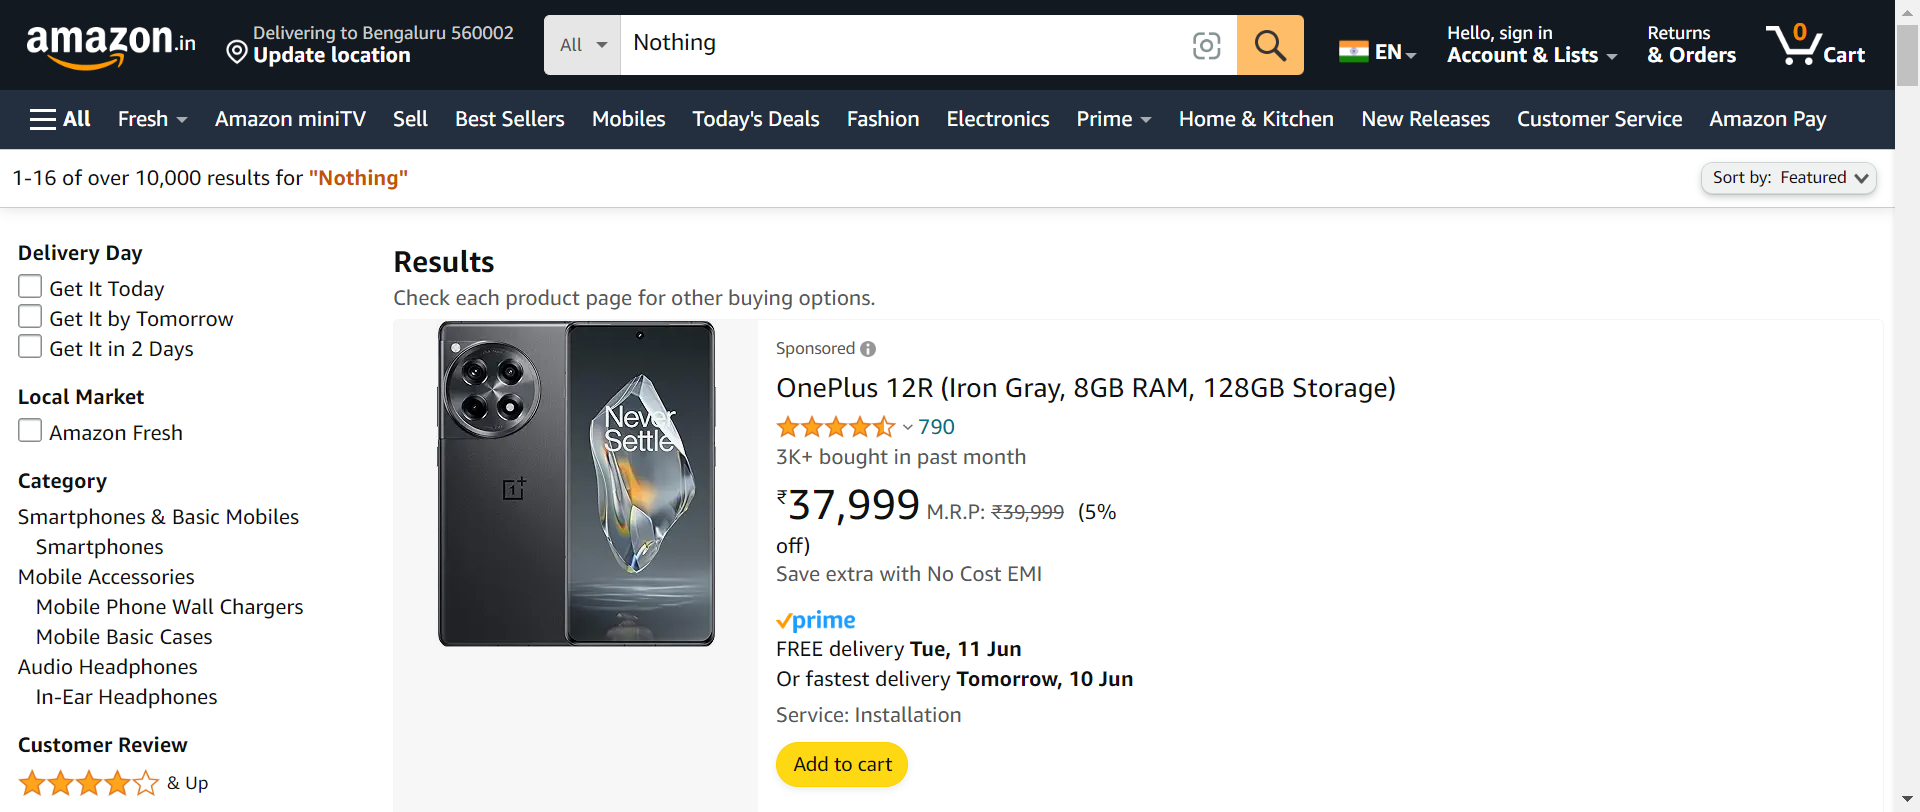 amazon.in
Delivering to Bengaluru 560002
Update location
All
Nothing
EN
Hello, sign in
Account & Lists
Returns
& Orders
0
Cart
All
Fresh
Amazon miniTV
Sell
Best Sellers
Mobiles
Today's Deals
Fashion
Electronics
Prime
Home & Kitchen
New Releases
Customer Service
Amazon Pay
1-16 of over 10,000 results for "Nothing"
Sort by: Featured
Delivery Day
Get It Today
Get It by Tomorrow
Get It in 2 Days
Local Market
Amazon Fresh
Category
Smartphones & Basic Mobiles
Smartphones
Mobile Accessories
Mobile Phone Wall Chargers
Mobile Basic Cases
Audio Headphones
In-Ear Headphones
Customer Review
& Up
Results
Check each product page for other buying options.
Never
Settle
1+
Sponsored
OnePlus 12R (Iron Gray, 8GB RAM, 128GB Storage)
790
3K+ bought in past month
₹37,999 M.R.P: ₹39,999 (5%
off)
Save extra with No Cost EMI
prime
FREE delivery Tue, 11 Jun
Or fastest delivery Tomorrow, 10 Jun
Service: Installation
Add to cart